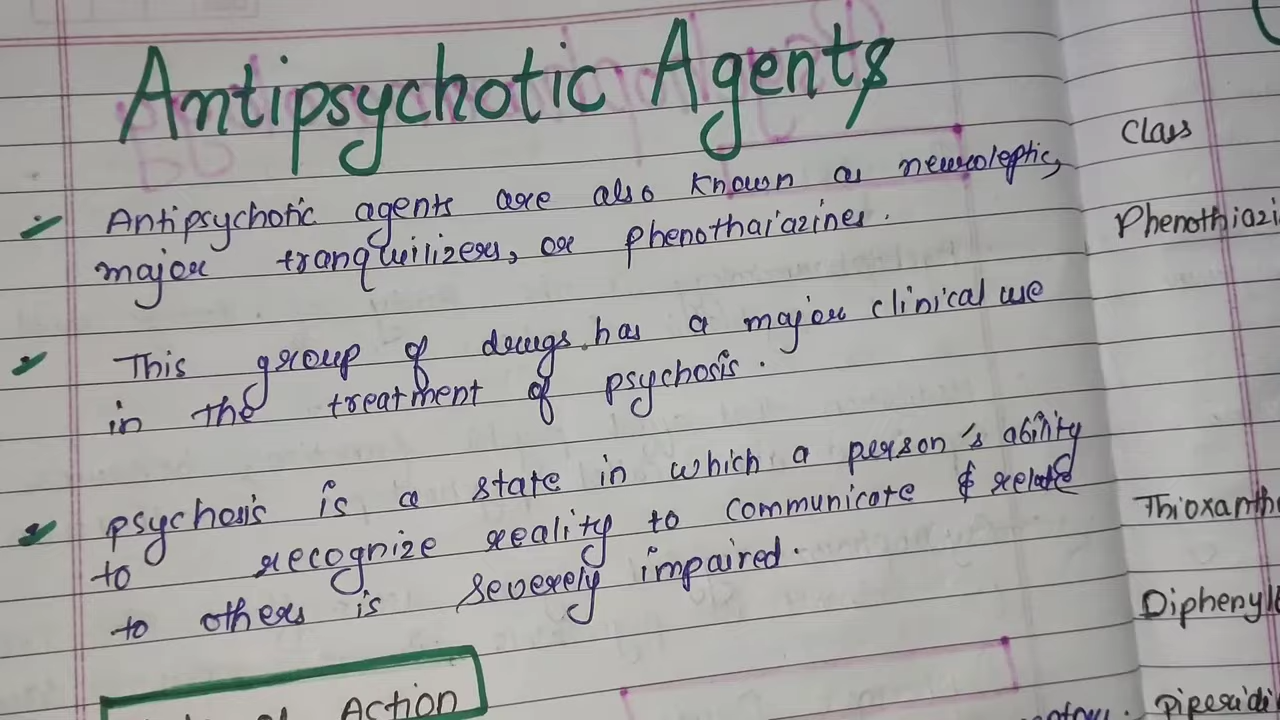 Antipsychotic Agents
Antipsychotic agents are also known as neuroleptic,
major tranquilizers, or phenothaiazines.
This group of drugs has a major clinical use
in the treatment of psychosis.
psychosis is a state in which a person's ability
to recognize reality to communicate & relate
to others is severely impaired.
Action
Class
Phenothiazi
Thioxanth
Diphenyl